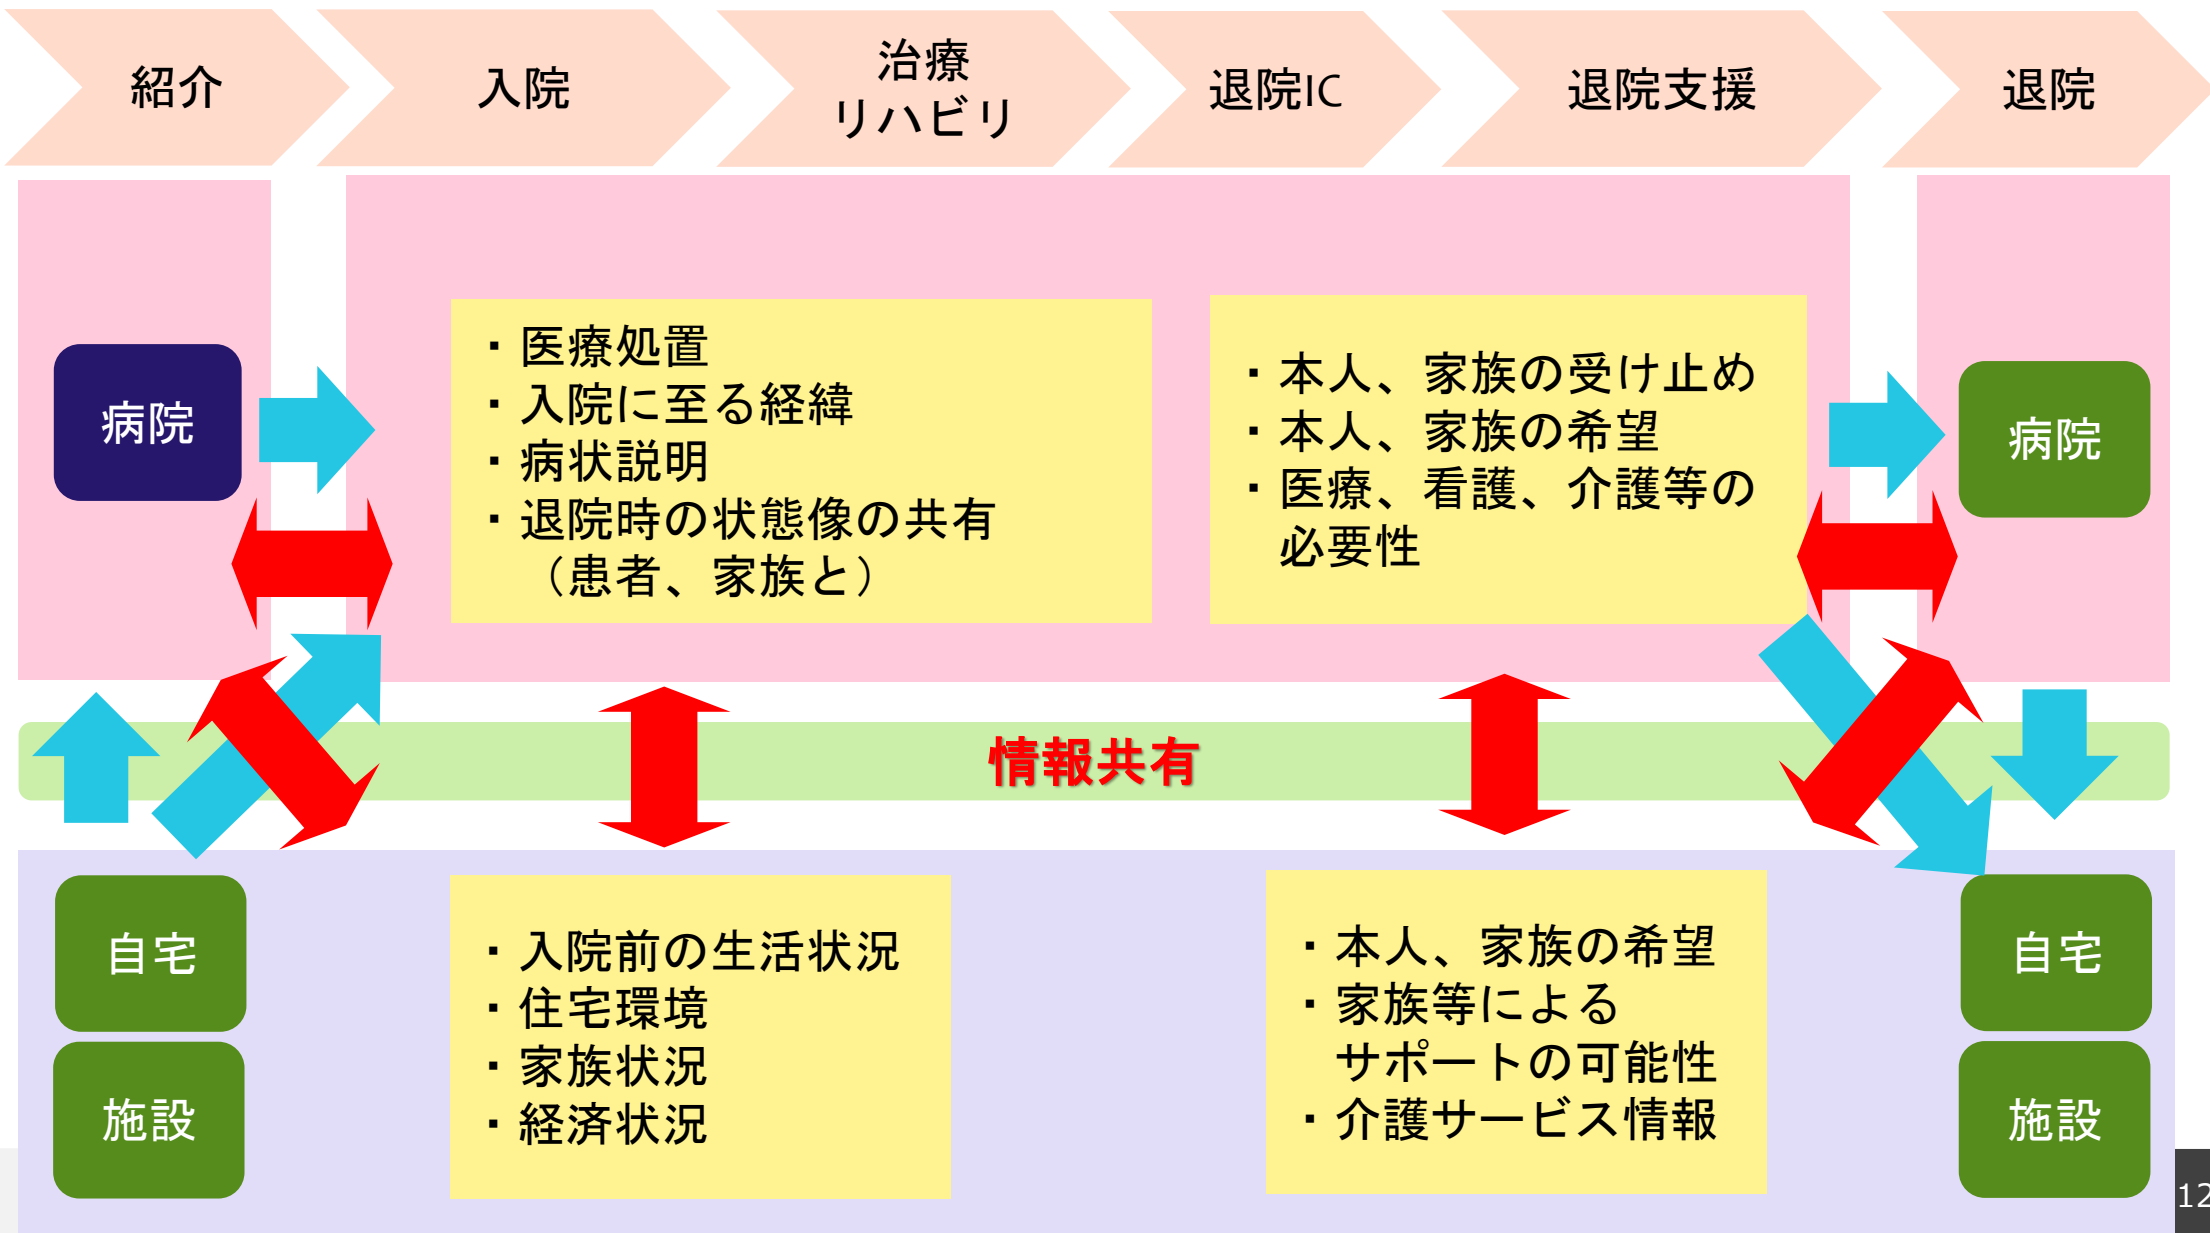 紹介
入院
治療
リハビリ
退院IC
退院支援
退院
病院
・医療処置
・入院に至る経緯
・病状説明
・退院時の状態像の共有
（患者、家族と）
・本人、家族の受け止め
・本人、家族の希望
・医療、看護、介護等の
必要性
病院
情報共有
自宅
施設
・入院前の生活状況
・住宅環境
・家族状況
・経済状況
・本人、家族の希望
・家族等による
サポートの可能性
・介護サービス情報
自宅
施設
12